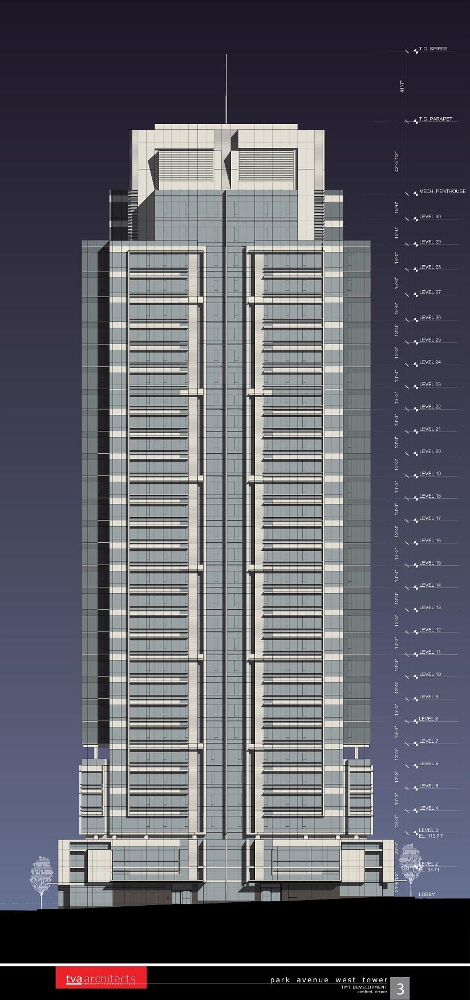 T.O. SPIRES
41'-7"
T.O. PARAPET
42'-3 1/2"
MECH. PENTHOUSE
15'-0"
LEVEL 30
15'-0"
LEVEL 29
15'-0"
LEVEL 28
15'-0"
LEVEL 27
15'-0"
LEVEL 26
13'-3"
LEVEL 25
13'-3"
LEVEL 24
13'-3"
LEVEL 23
13'-3"
LEVEL 22
13'-3"
LEVEL 21
13'-3"
LEVEL 20
13'-3"
LEVEL 19
13'-3"
LEVEL 18
13'-3"
LEVEL 17
13'-3"
LEVEL 16
13'-3"
LEVEL 15
13'-3"
LEVEL 14
13'-3"
LEVEL 13
13'-3"
LEVEL 12
13'-3"
LEVEL 11
13'-3"
LEVEL 10
13'-3"
LEVEL 9
13'-3"
LEVEL 8
13'-3"
LEVEL 7
13'-3"
LEVEL 6
13'-3"
LEVEL 5
13'-3"
LEVEL 4
13'-3"
LEVEL 3
EL: 113.71'
20'-0"
LEVEL 2
EL: 93.71'
21'-8 1/2"
LOBBY
tva architects
park avenue west tower
TMT DEVELOPMENT
portland, oregon
3